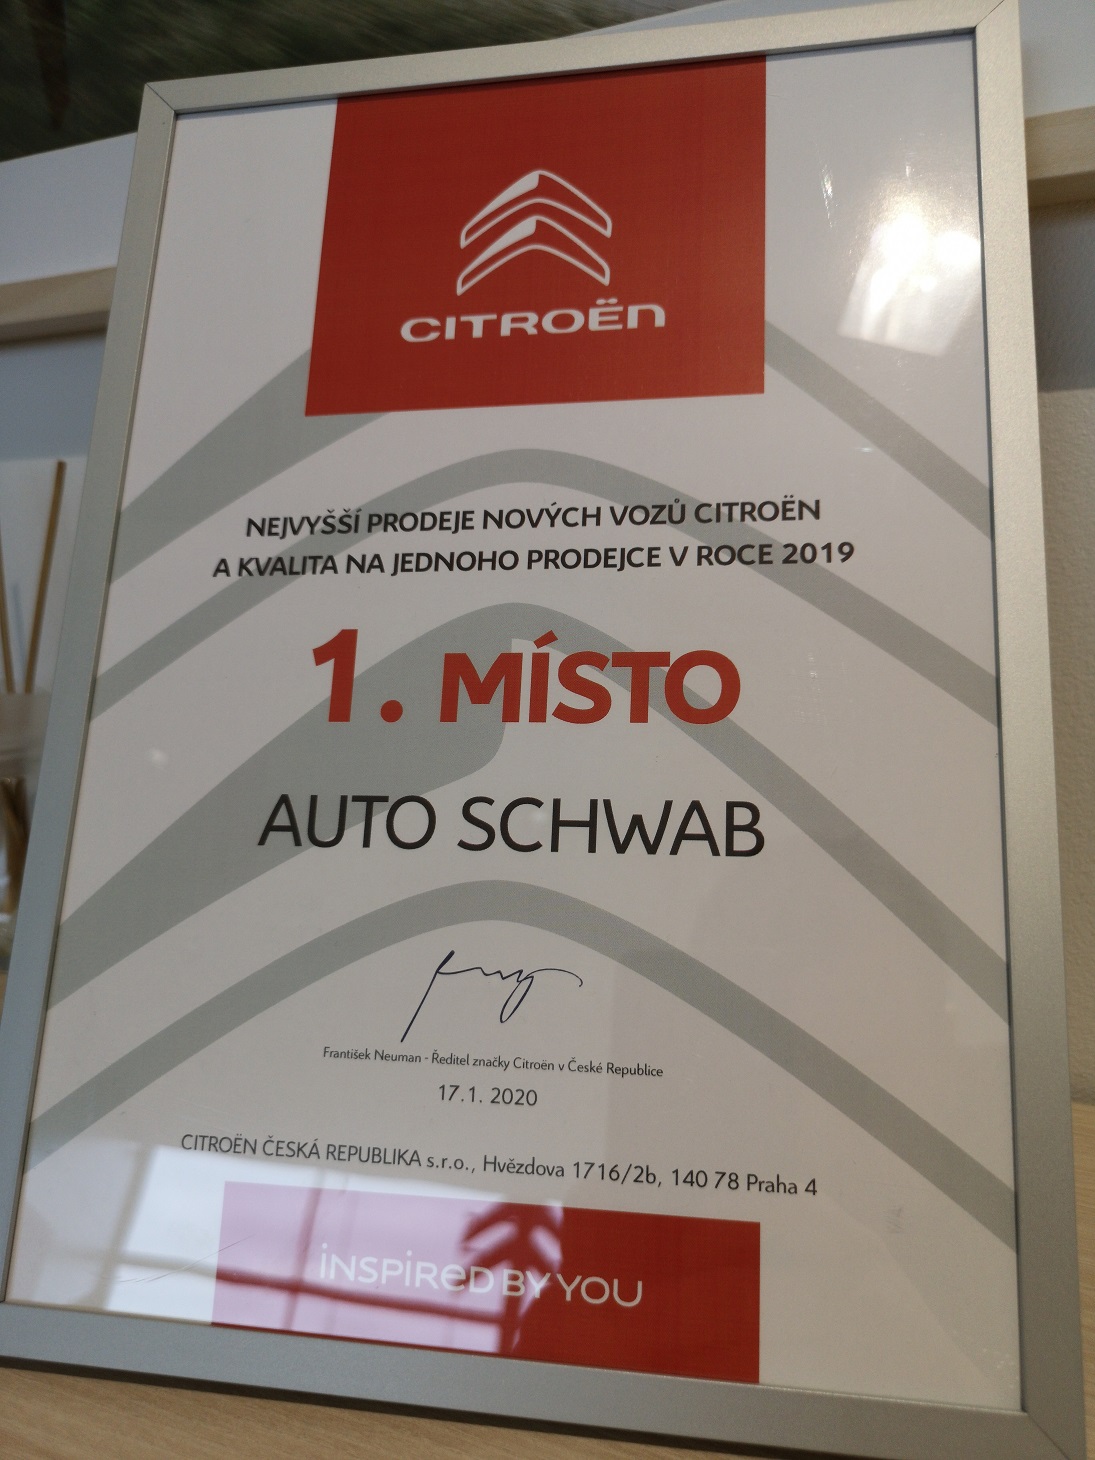 CITROËN
NEJVYŠŠÍ PRODEJE NOVÝCH VOZŮ CITROËN
A KVALITA NA JEDNOHO PRODEJCE V ROCE 2019
1. MÍSTO
AUTO SCHWAB
František Neuman - Ředitel značky Citroën v České Republice
17.1. 2020
CITROËN ČESKÁ REPUBLIKA s.r.o., Hvězdova 1716/2b, 140 78 Praha 4
INSPIRED BY YOU